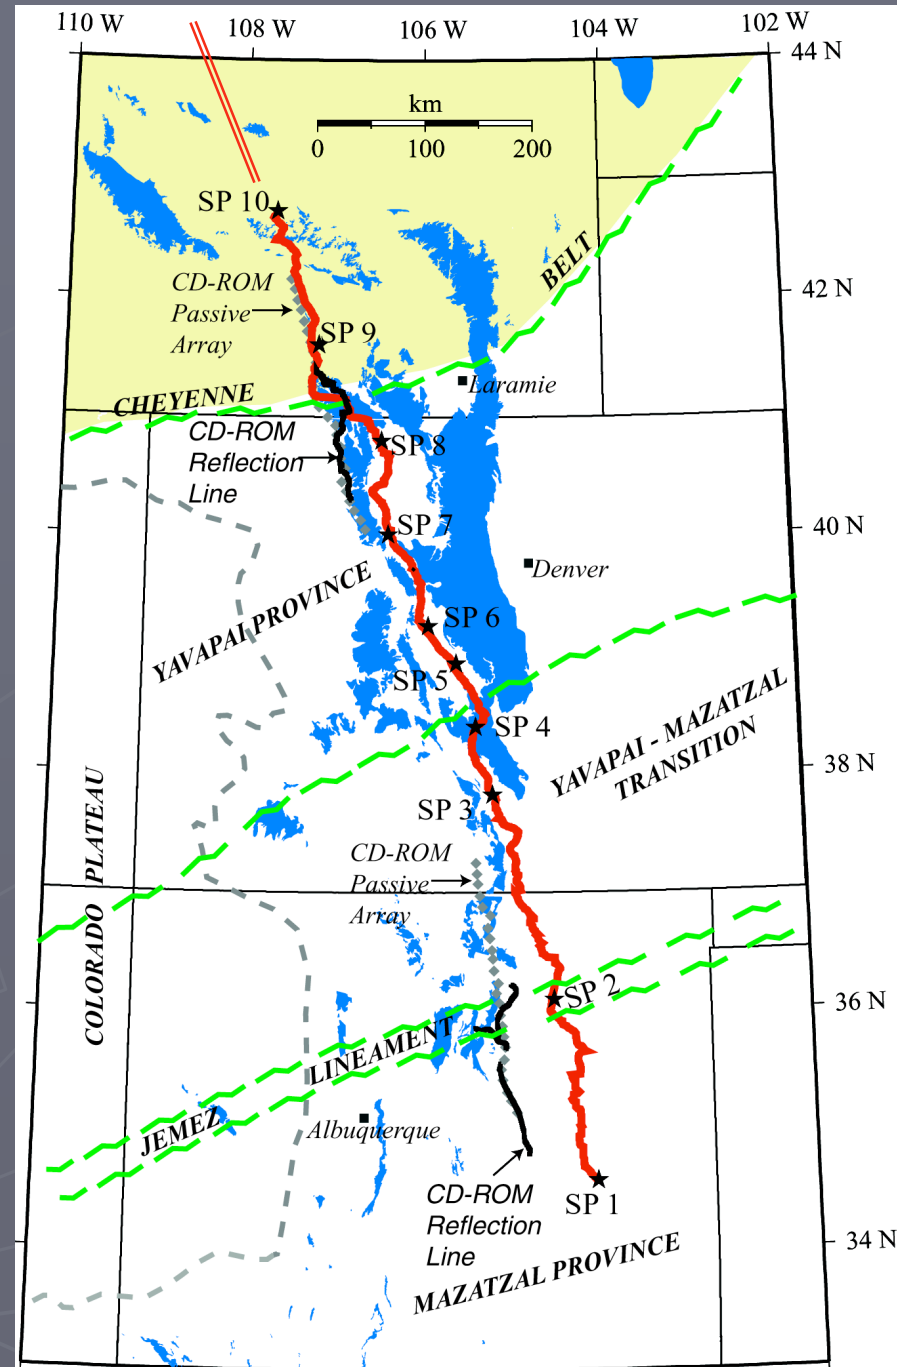 110 W
108 W
106 W
104 W
102 W
44 N
km
0
100
200
SP 10
CD-ROM
Passive
Array
BELT
42 N
SP 9
Laramie
CHEYENNE
CD-ROM
Reflection
Line
SP 8
SP 7
40 N
Denver
YAVAPAI PROVINCE
SP 6
SP 5
SP 4
YAVAPAI - MAZATZAL
TRANSITION
38 N
SP 3
COLORADO PLATEAU
CD-ROM
Passive
Array
SP 2
36 N
LINEAMENT
JEMEZ
Albuquerque
CD-ROM
Reflection
Line
SP 1
34 N
MAZATZAL PROVINCE